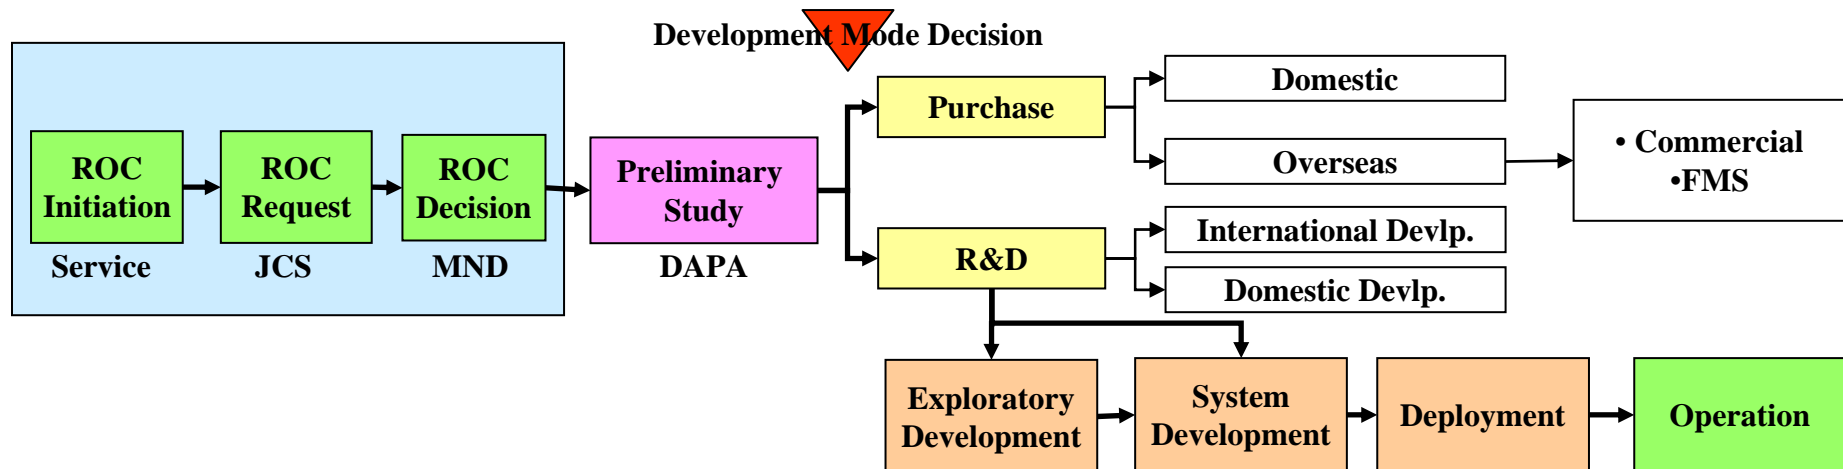 Development Mode Decision
ROC
Initiation
Service
ROC
Request
JCS
ROC
Decision
MND
Preliminary
Study
DAPA
Purchase
Domestic
Overseas
• Commercial
•FMS
R&D
International Devlp.
Domestic Devlp.
Exploratory
Development
System
Development
Deployment
Operation